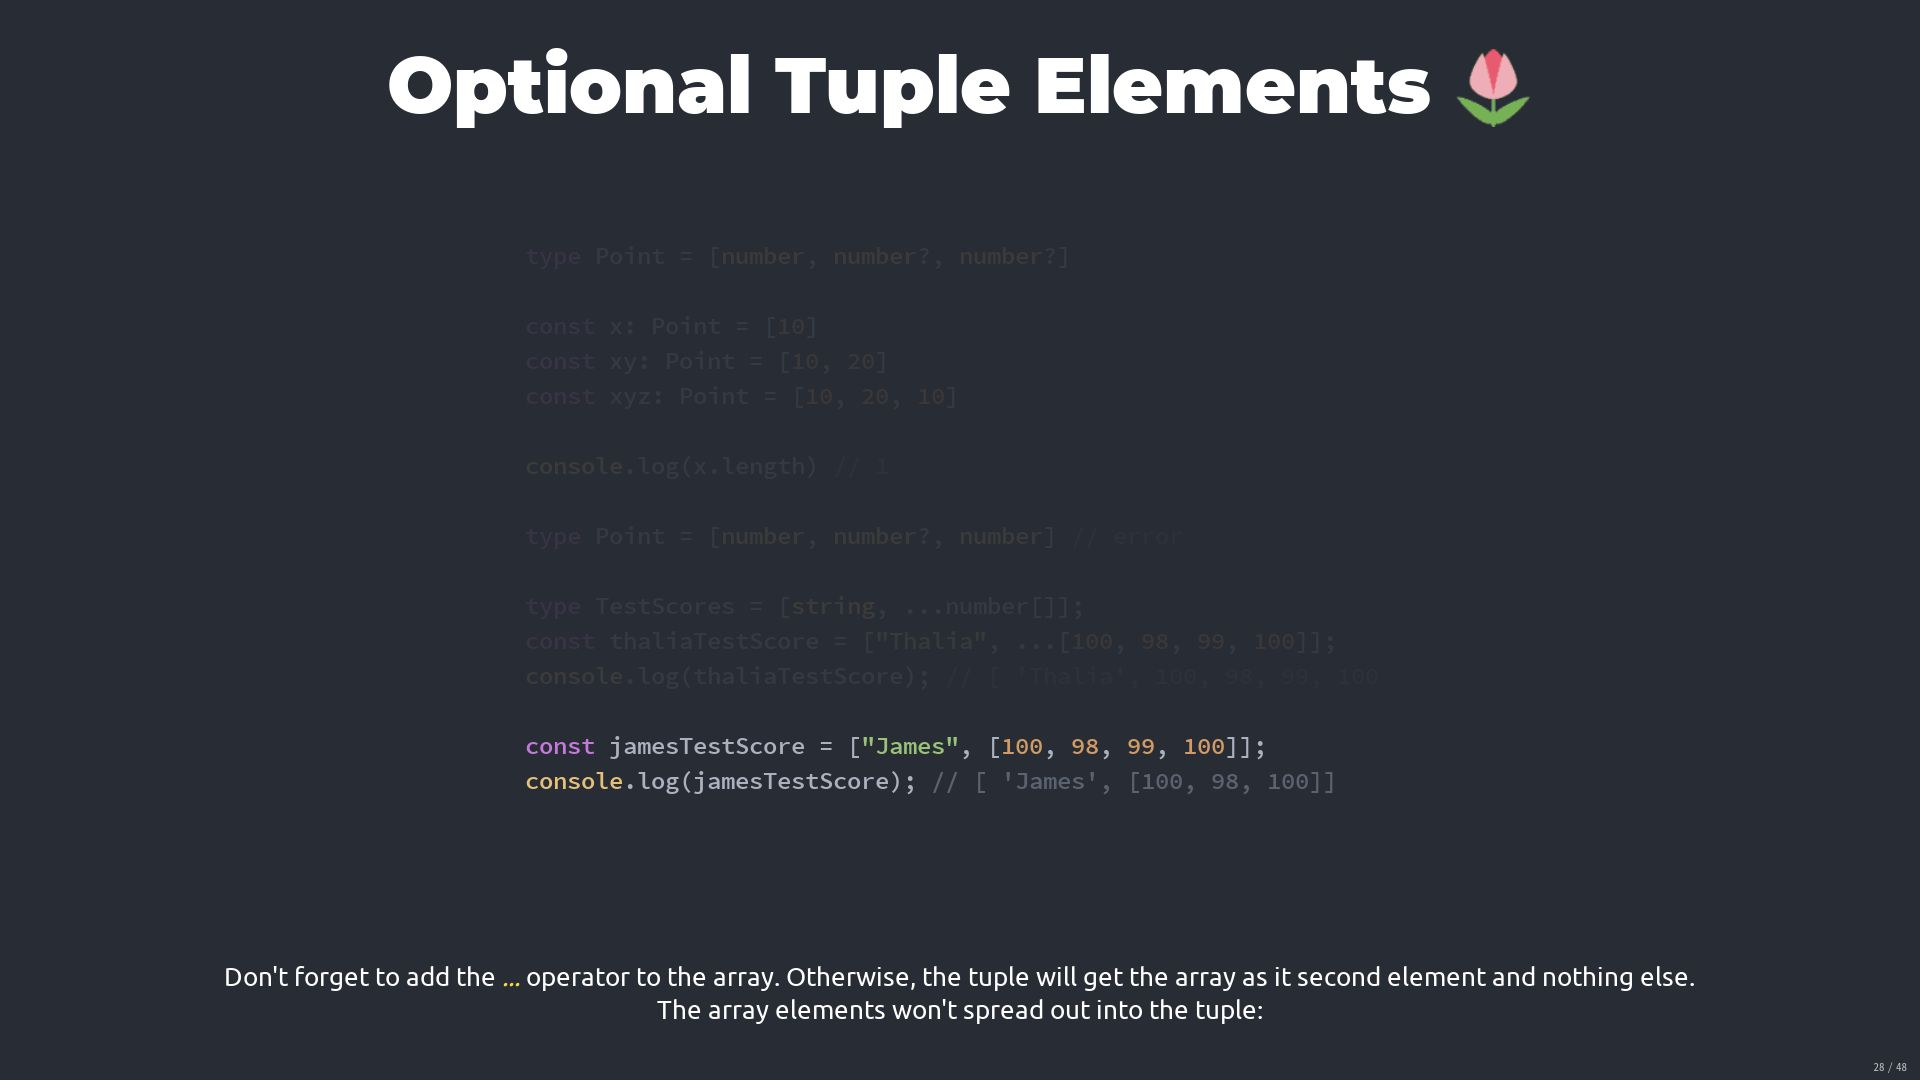 Optional Tuple Elements 🌷
type Point = [number, number?, number?]
const x: Point = [10]
const xy: Point = [10, 20]
const xyz: Point = [10, 20, 10]
console.log(x.length) // 1
type Point = [number, number?, number] // error
type TestScores = [string, ...number[]];
const thaliaTestScore = ["Thalia", ...[100, 98, 99, 100]];
console.log(thaliaTestScore); // [ 'Thalia', 100, 98, 99, 100
const jamesTestScore = ["James", [100, 98, 99, 100]];
console.log(jamesTestScore); // [ 'James', [100, 98, 100]]
Don't forget to add the ... operator to the array. Otherwise, the tuple will get the array as it second element and nothing else.
The array elements won't spread out into the tuple:
28 / 48